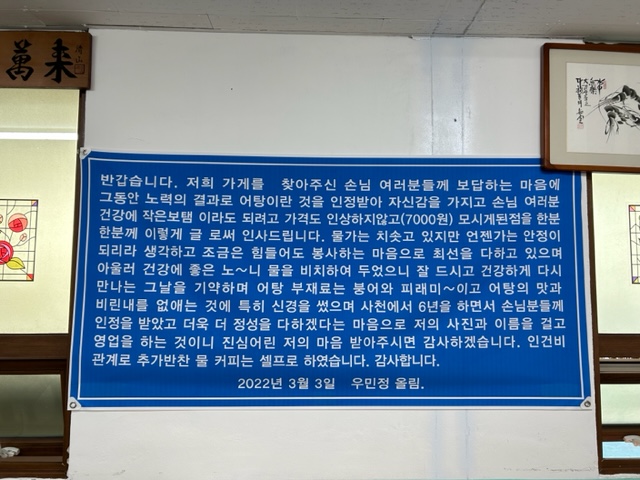 萬來
반갑습니다. 저희 가게를 찾아주신 손님 여러분들께 보답하는 마음에
그동안 노력의 결과로 어탕이란 것을 인정받아 자신감을 가지고 손님 여러분
건강에 작은보탬 이라도 되려고 가격도 인상하지않고(7000원) 모시게된점을 한분
한분께 이렇게 글 로써 인사드립니다. 물가는 치솟고 있지만 언젠가는 안정이
되리라 생각하고 조금은 힘들어도 봉사하는 마음으로 최선을 다하고 있으며
아울러 건강에 좋은 노~니 물을 비치하여 두었으니 잘 드시고 건강하게 다시
만나는 그날을 기약하며 어탕 부재료는 붕어와 피래미~이고 어탕의 맛과
비린내를 없애는 것에 특히 신경을 썼으며 사천에서 6년을 하면서 손님분들께
인정을 받았고 더욱 더 정성을 다하겠다는 마음으로 저의 사진과 이름을 걸고
영업을 하는 것이니 진심어린 저의 마음 받아주시면 감사하겠습니다. 인건비
관계로 추가반찬 물 커피는 셀프로 하였습니다. 감사합니다.
2022년 3월 3일 우민정 올림.